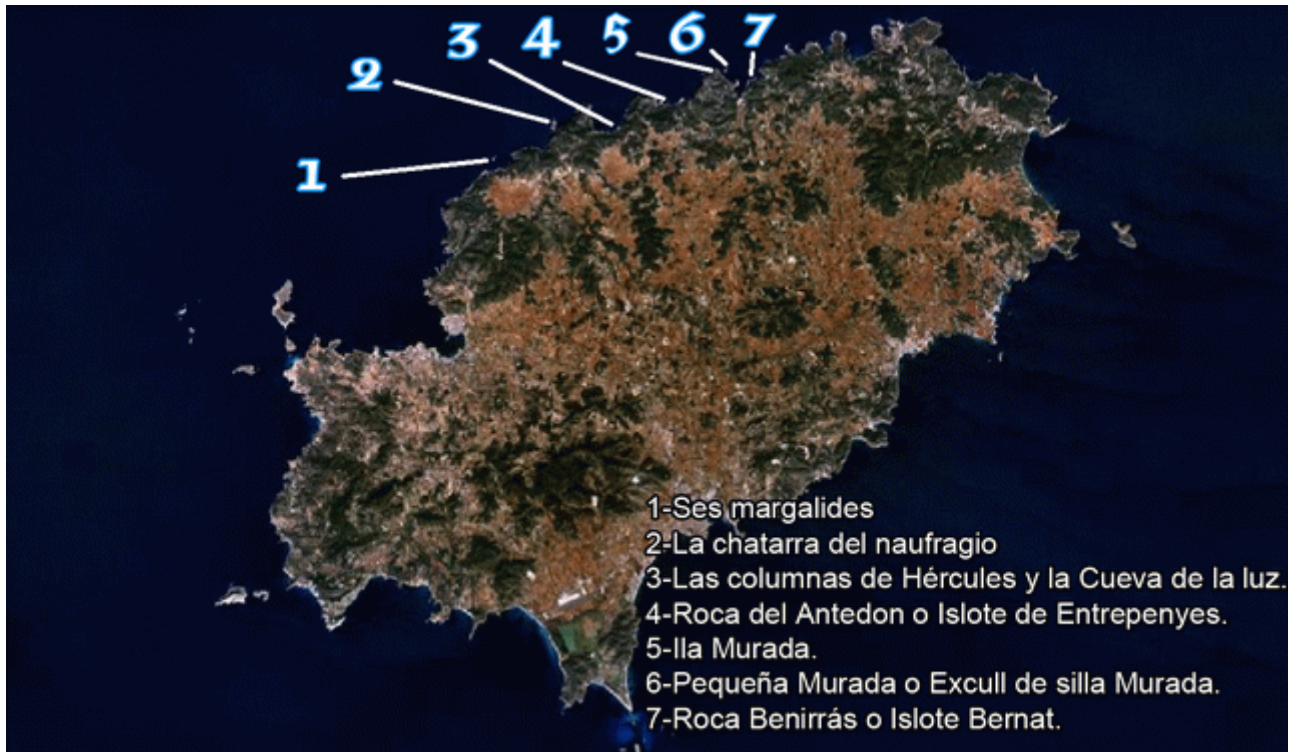 1
2
3
4
5
6
7
1-Ses margalides
2-La chatarra del naufragio
3-Las columnas de Hércules y la Cueva de la luz.
4-Roca del Antedon o Islote de Entrepenyes.
5-Illa Murada.
6-Pequeña Murada o Excull de silla Murada.
7-Roca Benirrás o Islote Bernat.